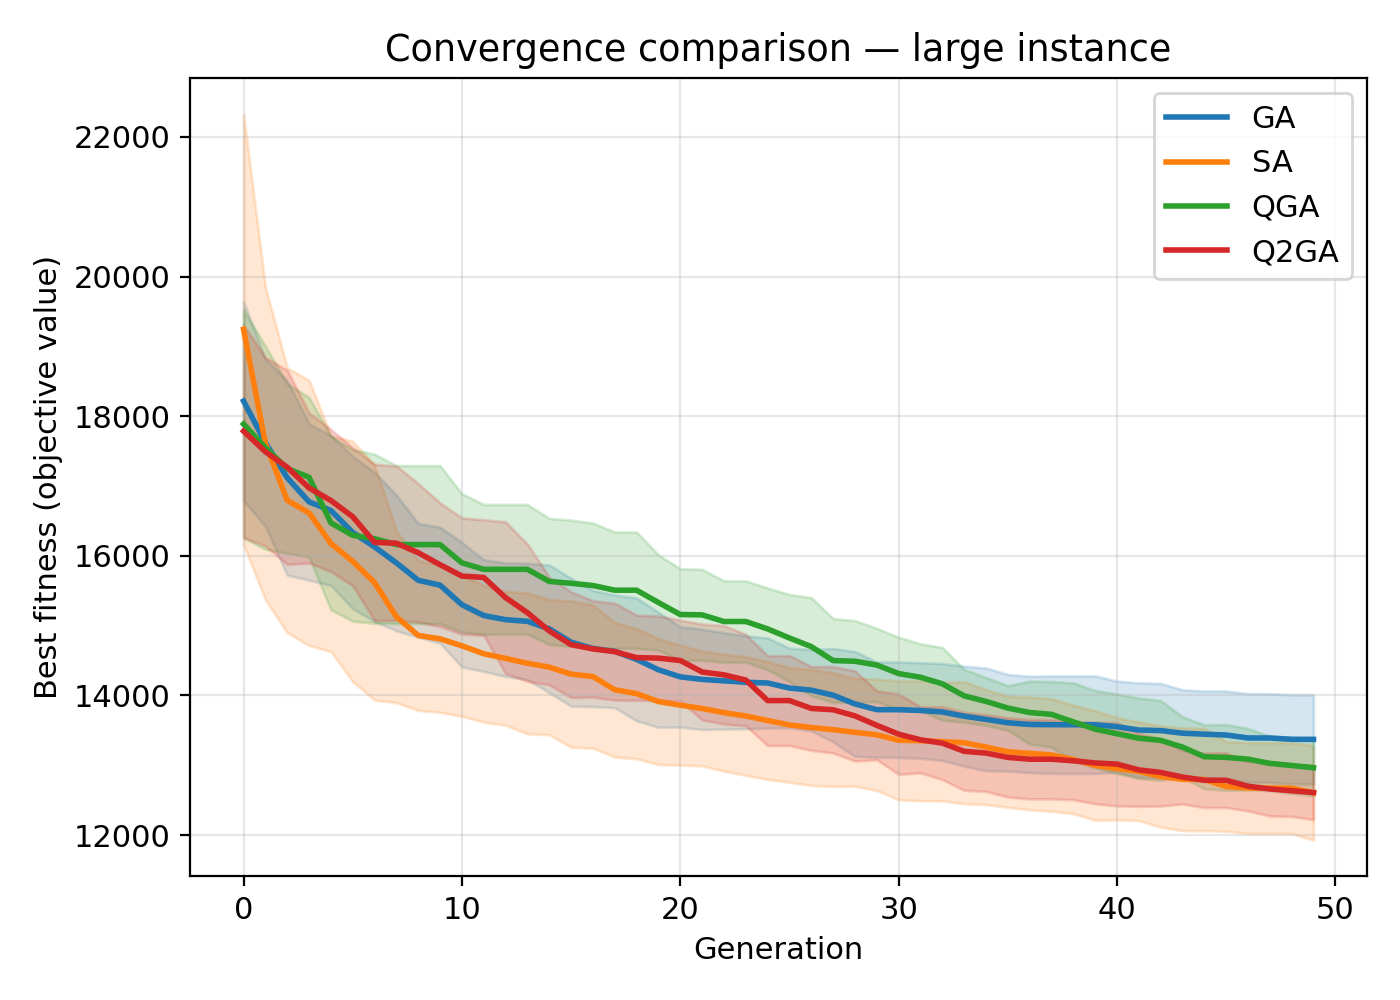 Convergence comparison — large instance
GA
SA
QGA
Q2GA
Best fitness (objective value)
22000
20000
18000
16000
14000
12000
0 10 20 30 40 50
Generation